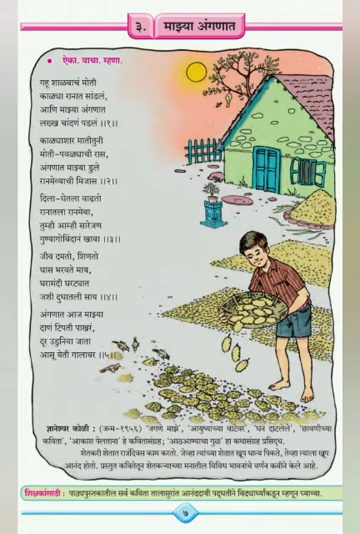 ३. माझ्या अंगणात
• ऐका. वाचा. म्हणा.
गहू शाळवाचं मोती
काळ्या रानात सांडलं,
आणि माझ्या अंगणात
लख्ख चांदणं पडलं ।।१।।
काळ्याशार मातीतुनी
मोती-पवळ्याची रास,
अंगणात माझ्या डुले
रानमेव्याची मिजास ।।२।।
दिला-घेतला वाढतो
रानातला रानमेवा,
तुम्ही आम्ही सारेजण
गुण्यागोविंदानं खावा ।।३।।
जीव दमतो, शिणतो
घास भरवते माय,
घरामंदी घरट्यात
जशी दुधातली साय ।।४।।
अंगणात आज माझ्या
दाणं टिपती पाखरं,
दूर उडुनिया जाता
आसू येती गालावर ।।५।।
ज्ञानेश्वर कोळी : (जन्म-१९५६) 'जगणे माझे', 'आयुष्याच्या वाटेवर', 'घन दाटलेले', 'छावणीच्या
कविता', 'आकाश पेलताना' हे कवितासंग्रह; 'आठआण्याचा गुळ' हा कथासंग्रह प्रसिद्ध.
शेतकरी शेतात रात्रंदिवस काम करतो. जेव्हा त्यांच्या शेतात खूप धान्य पिकते, तेव्हा त्याला खूप
आनंद होतो. प्रस्तुत कवितेतून शेतकऱ्याच्या मनातील विविध भावनांचे वर्णन कवीने केले आहे.
शिक्षकांसाठी : पाठ्यपुस्तकातील सर्व कविता तालासुरांत आनंददायी पद्धतीने विद्यार्थ्यांकडून म्हणून घ्याव्या.
७